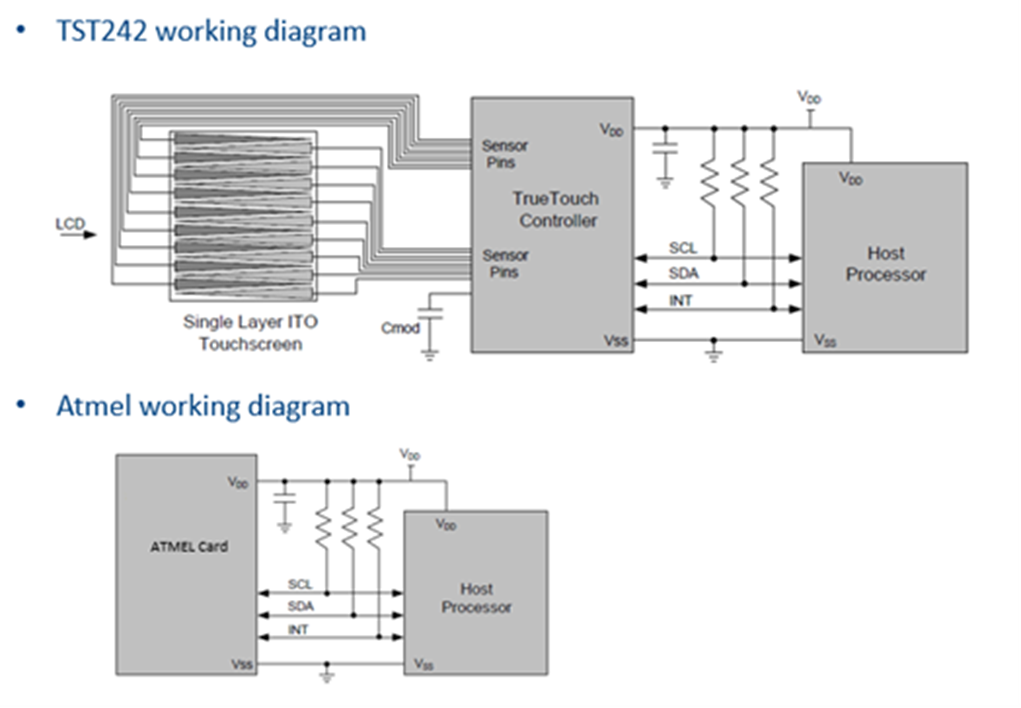 • TST242 working diagram
VDD
VDD
Sensor
Pins
VDD
TrueTouch
Controller
LCD
SCL
Host
Processor
Sensor
Pins
SDA
INT
Single Layer ITO
Touchscreen
Cmod
Vss
Vss
• Atmel working diagram
VDD
VDD
VDD
ATMEL Card
SCL
Host
Processor
SDA
INT
Vss
Vss